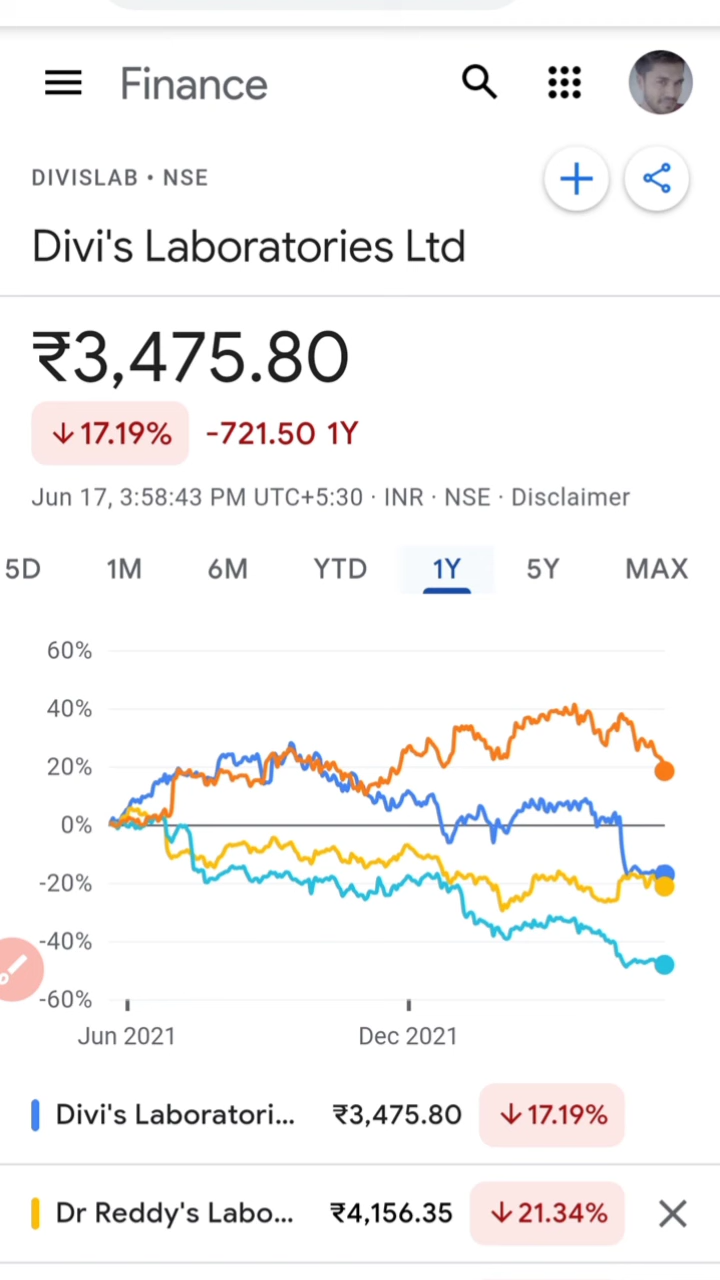 Finance
DIVISLAB • NSE
Divi's Laboratories Ltd
₹3,475.80
↓17.19% -721.50 1Y
Jun 17, 3:58:43 PM UTC+5:30 · INR · NSE · Disclaimer
5D 1M 6M YTD 1Y 5Y MAX
60%
40%
20%
0%
-20%
-40%
-60%
Jun 2021 Dec 2021
Divi's Laboratori... ₹3,475.80 ↓17.19%
Dr Reddy's Labo... ₹4,156.35 ↓21.34%